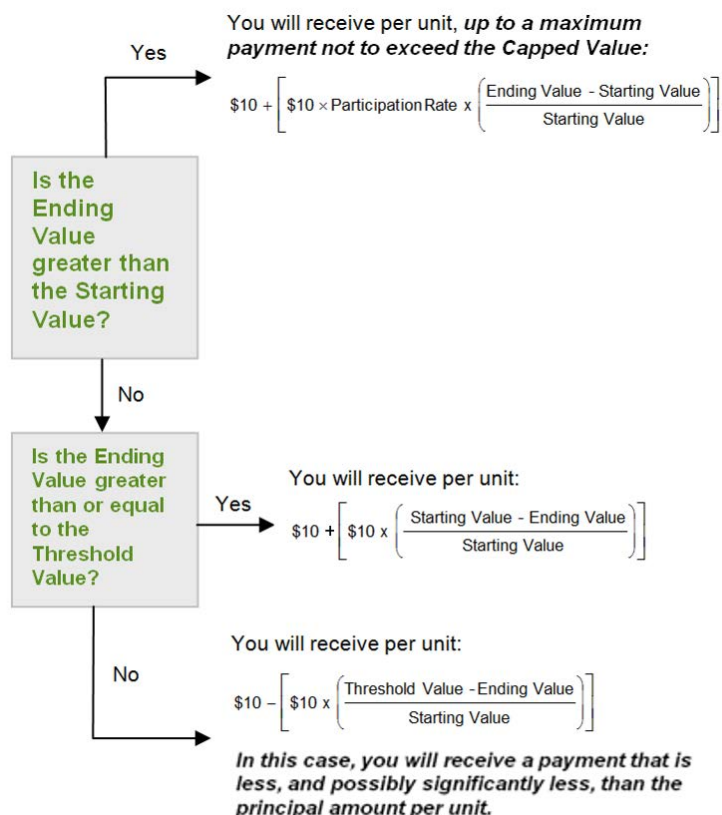 You will receive per unit, up to a maximum
payment not to exceed the Capped Value:
Yes
$10 + [ $10 × Participation Rate x ( Ending Value - Starting Value / Starting Value ) ]
Is the
Ending
Value
greater than
the Starting
Value?
No
Is the Ending
Value greater
than or equal
to the
Threshold
Value?
Yes
You will receive per unit:
$10 + [ $10 x ( Starting Value - Ending Value / Starting Value ) ]
No
You will receive per unit:
$10 – [ $10 x ( Threshold Value - Ending Value / Starting Value ) ]
In this case, you will receive a payment that is
less, and possibly significantly less, than the
principal amount per unit.